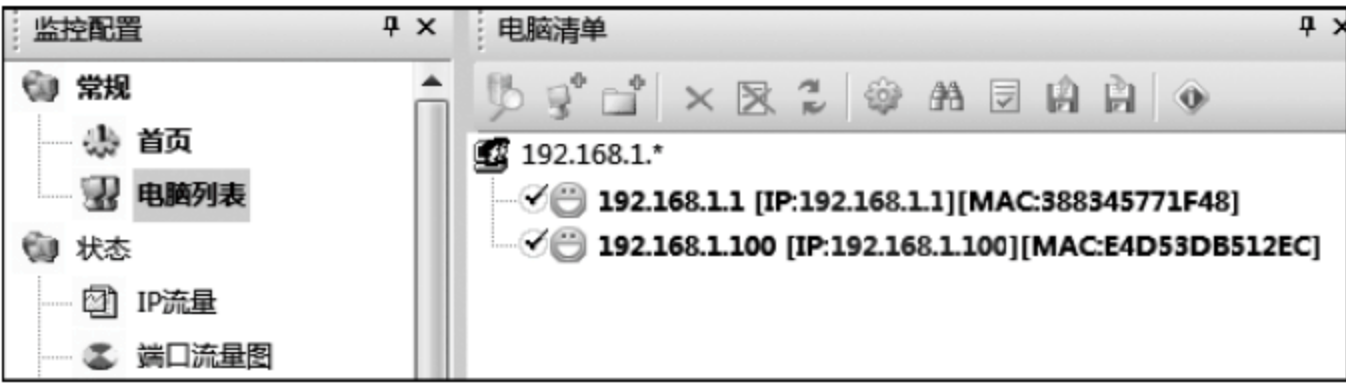 监控配置
常规
首页
电脑列表
状态
IP流量
端口流量图
电脑清单
192.168.1.*
192.168.1.1 [IP:192.168.1.1][MAC:388345771F48]
192.168.1.100 [IP:192.168.1.100][MAC:E4D53DB512EC]